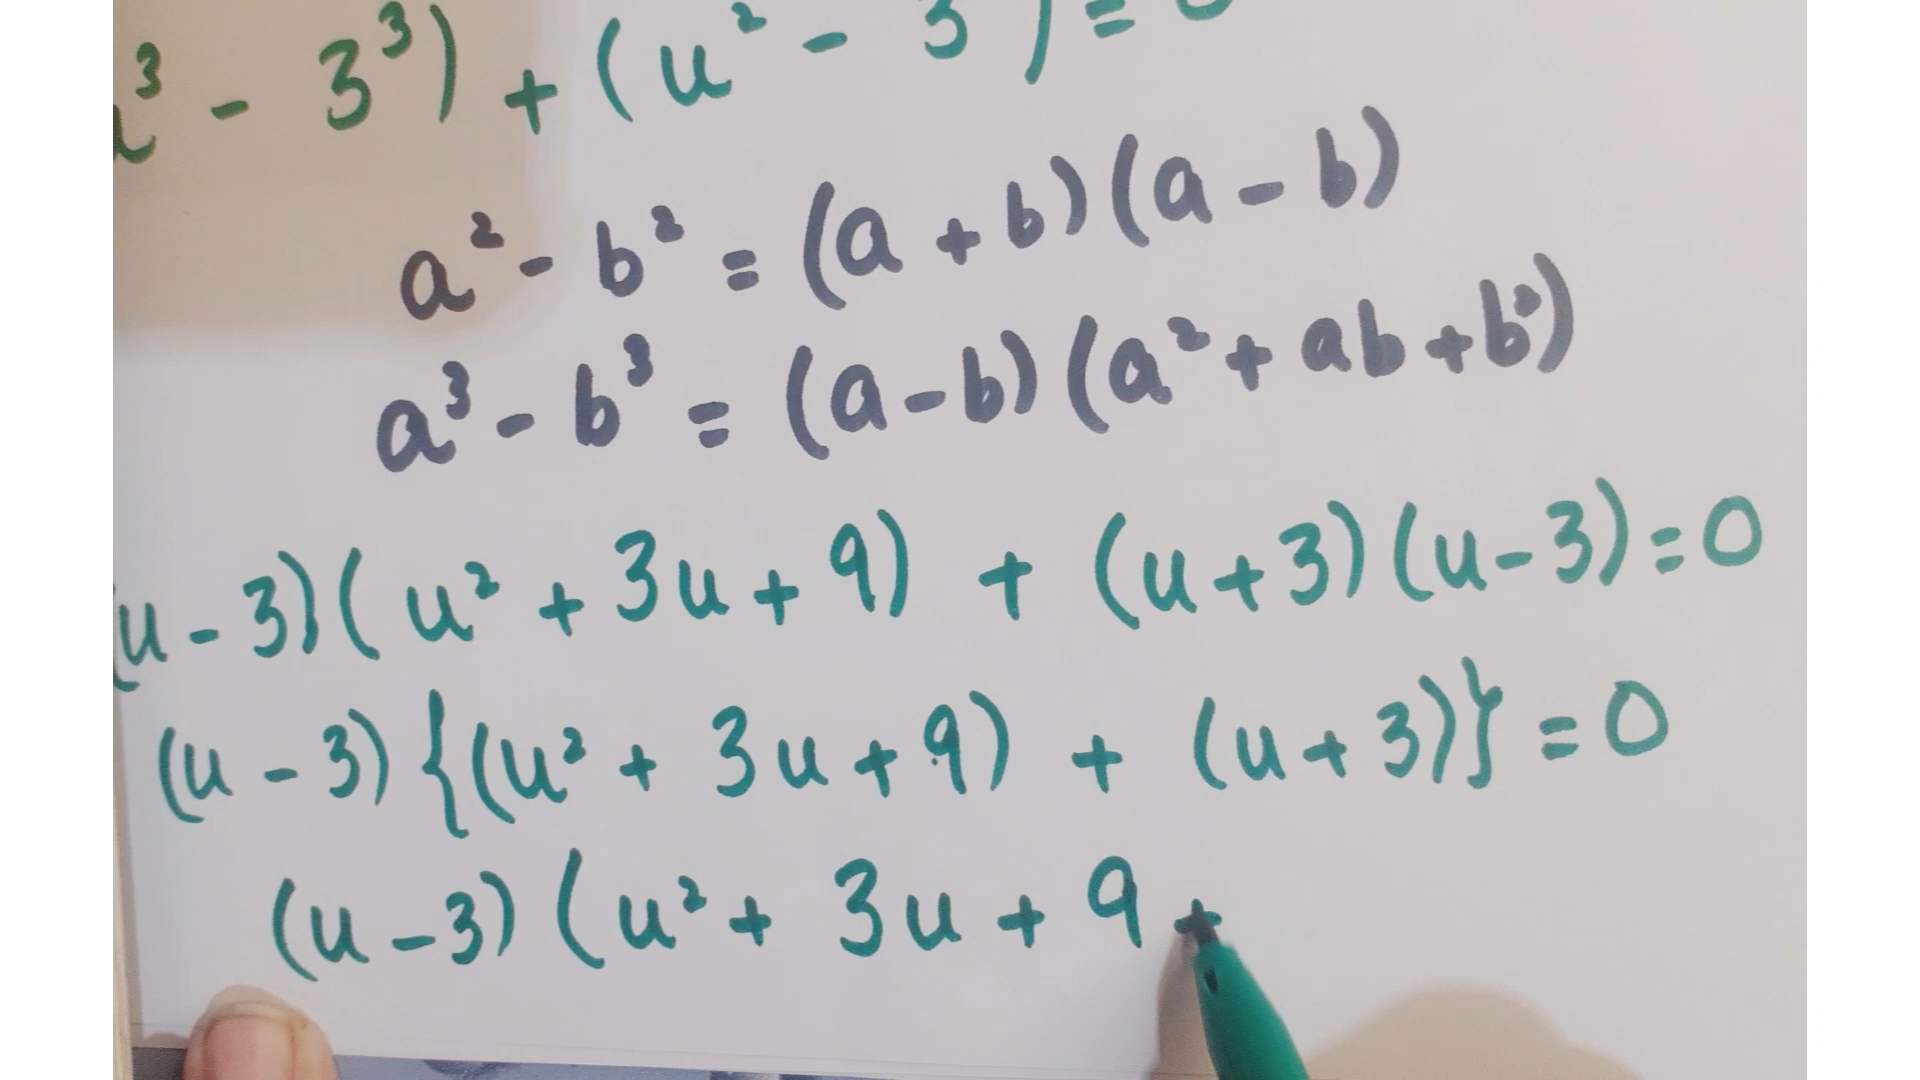 ³ - 3³) + (u² - 3 ) =
a² - b² = (a + b)(a - b)
a³ - b³ = (a - b)(a² + ab + b²)
(u - 3)(u² + 3u + 9) + (u + 3)(u - 3) = 0
(u - 3){(u² + 3u + 9) + (u + 3)} = 0
(u - 3)(u² + 3u + 9 +